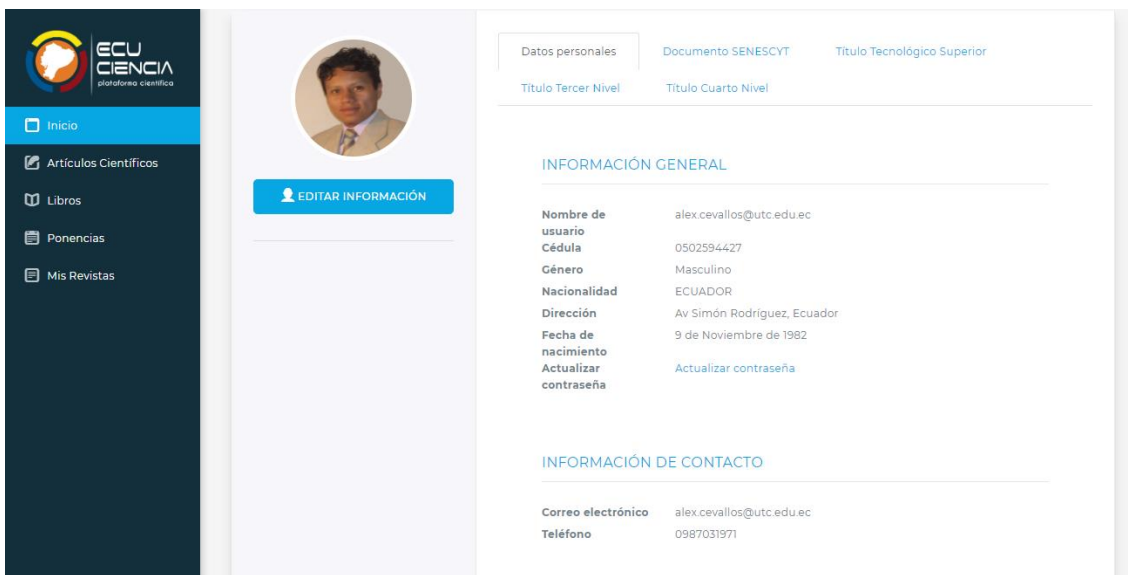 ECU
CIENCIA
plataforma científica
Inicio
Artículos Científicos
Libros
Ponencias
Mis Revistas
EDITAR INFORMACIÓN
Datos personales
Documento SENESCYT
Título Tecnológico Superior
Título Tercer Nivel
Título Cuarto Nivel
INFORMACIÓN GENERAL
Nombre de usuario alex.cevallos@utc.edu.ec
Cédula 0502594427
Género Masculino
Nacionalidad ECUADOR
Dirección Av Simón Rodríguez, Ecuador
Fecha de nacimiento 9 de Noviembre de 1982
Actualizar contraseña Actualizar contraseña
INFORMACIÓN DE CONTACTO
Correo electrónico alex.cevallos@utc.edu.ec
Teléfono 0987031971